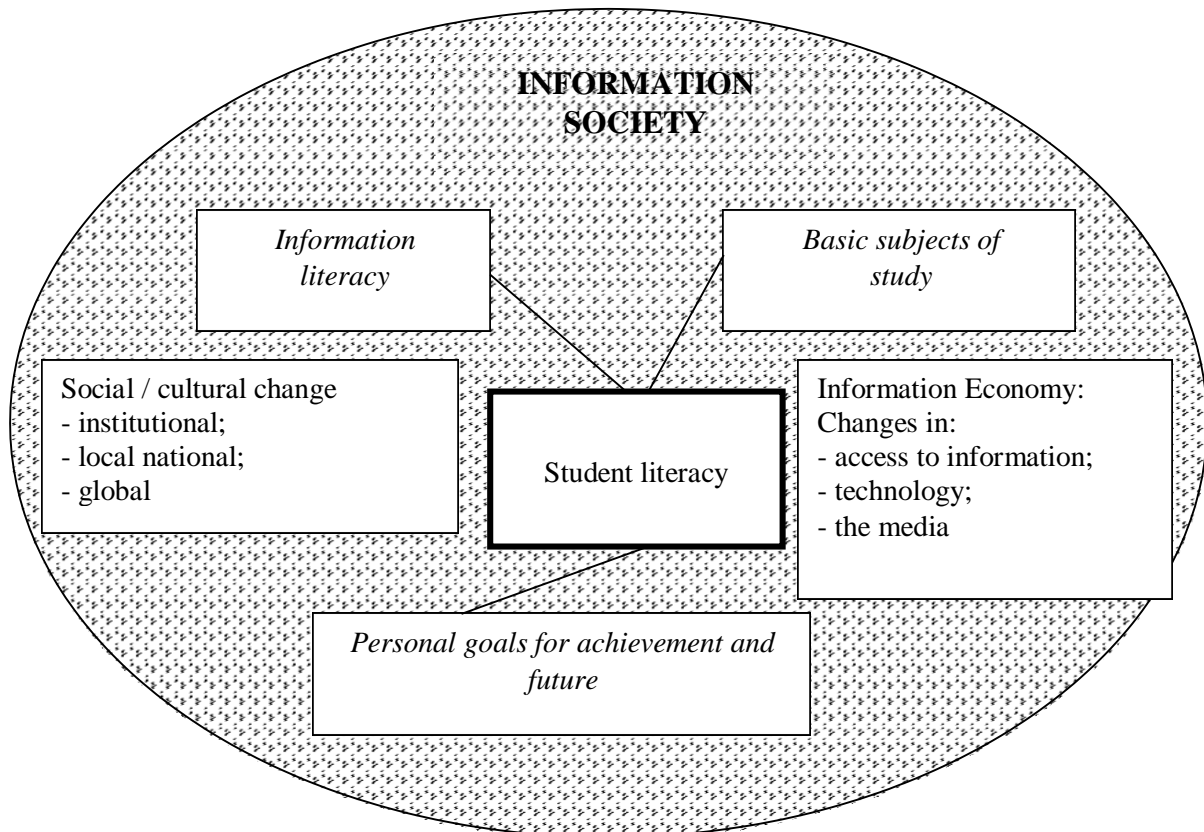 INFORMATION
SOCIETY
Information
literacy
Basic subjects of
study
Social / cultural change
- institutional;
- local national;
- global
Student literacy
Information Economy:
Changes in:
- access to information;
- technology;
- the media
Personal goals for achievement and
future